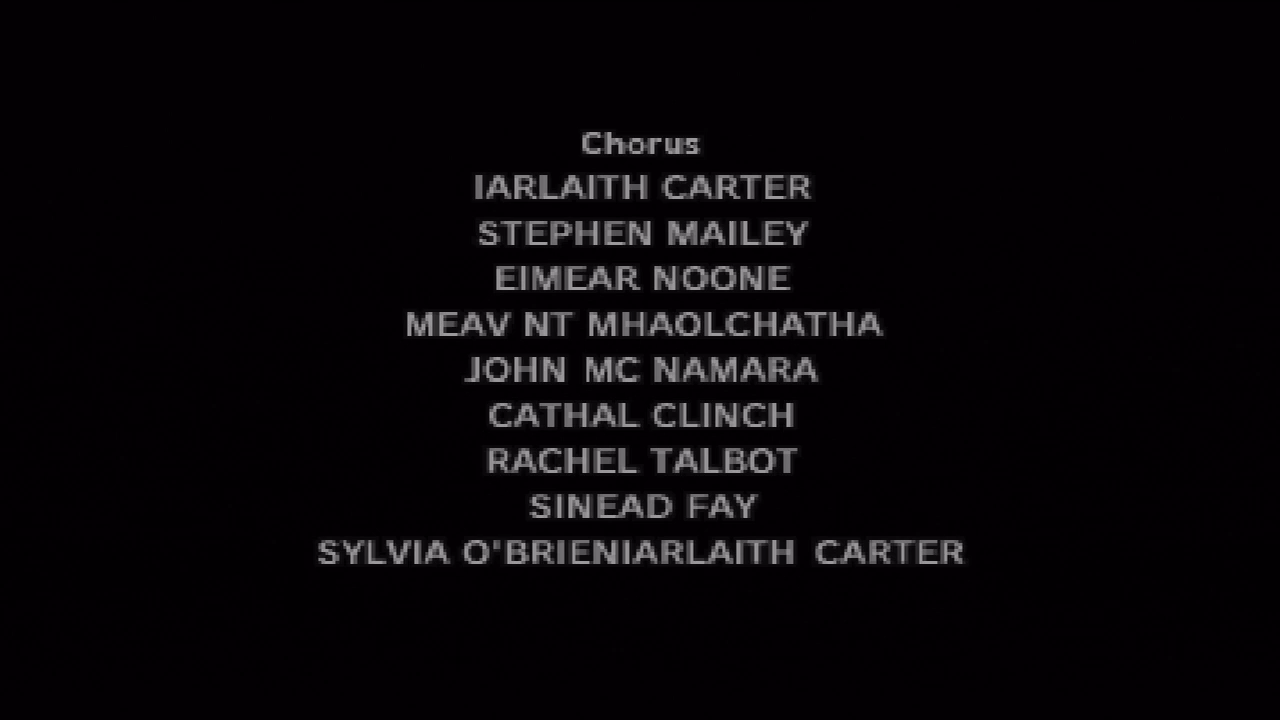 Chorus
IARLAITH CARTER
STEPHEN MAILEY
EIMEAR NOONE
MEAV NT MHAOLCHATHA
JOHN MC NAMARA
CATHAL CLINCH
RACHEL TALBOT
SINEAD FAY
SYLVIA O'BRIENIARLAITH CARTER